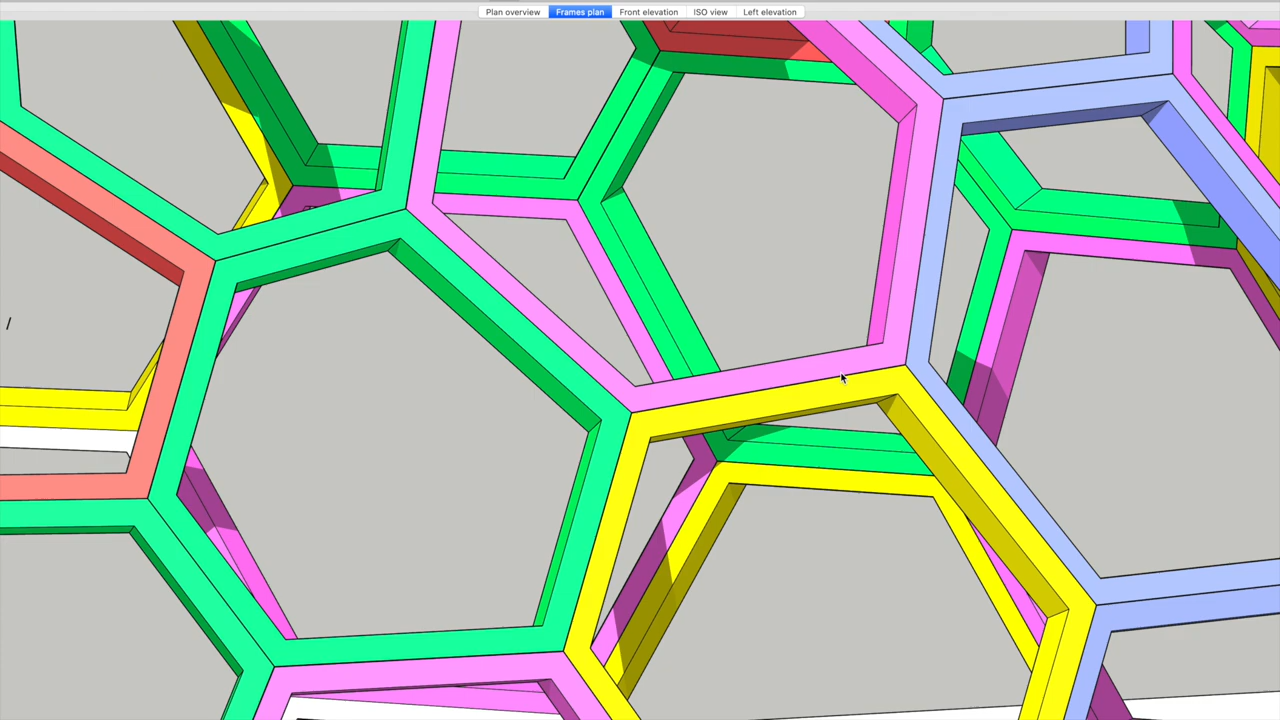 Plan overview
Frames plan
Front elevation
ISO view
Left elevation